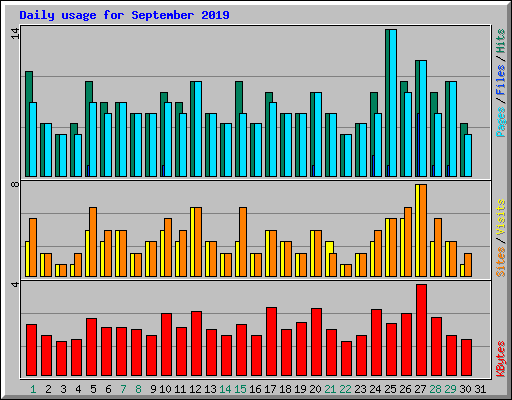 Daily usage for September 2019
14
Pages / Files / Hits
8
Sites / Visits
4
KBytes
1 2 3 4 5 6 7 8 9 10 11 12 13 14 15 16 17 18 19 20 21 22 23 24 25 26 27 28 29 30 31